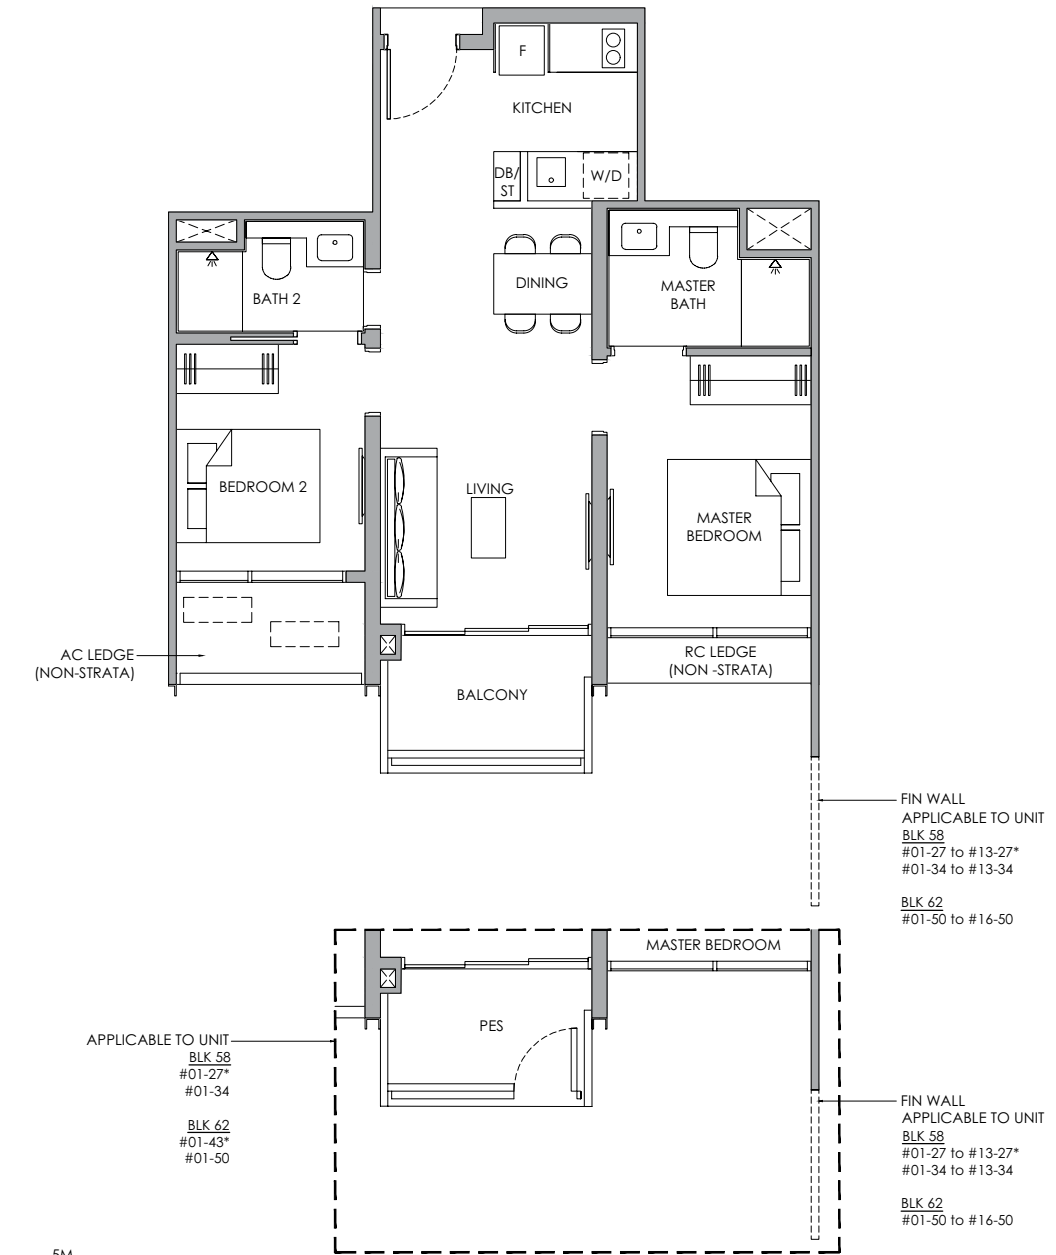 F
KITCHEN
DB/
ST
W/D
DINING
MASTER
BATH
BATH 2
BEDROOM 2
LIVING
MASTER
BEDROOM
AC LEDGE
(NON-STRATA)
RC LEDGE
(NON -STRATA)
BALCONY
FIN WALL
APPLICABLE TO UNIT
BLK 58
#01-27 to #13-27*
#01-34 to #13-34
BLK 62
#01-50 to #16-50
MASTER BEDROOM
PES
APPLICABLE TO UNIT
BLK 58
#01-27*
#01-34
BLK 62
#01-43*
#01-50
FIN WALL
APPLICABLE TO UNIT
BLK 58
#01-27 to #13-27*
#01-34 to #13-34
BLK 62
#01-50 to #16-50
5M